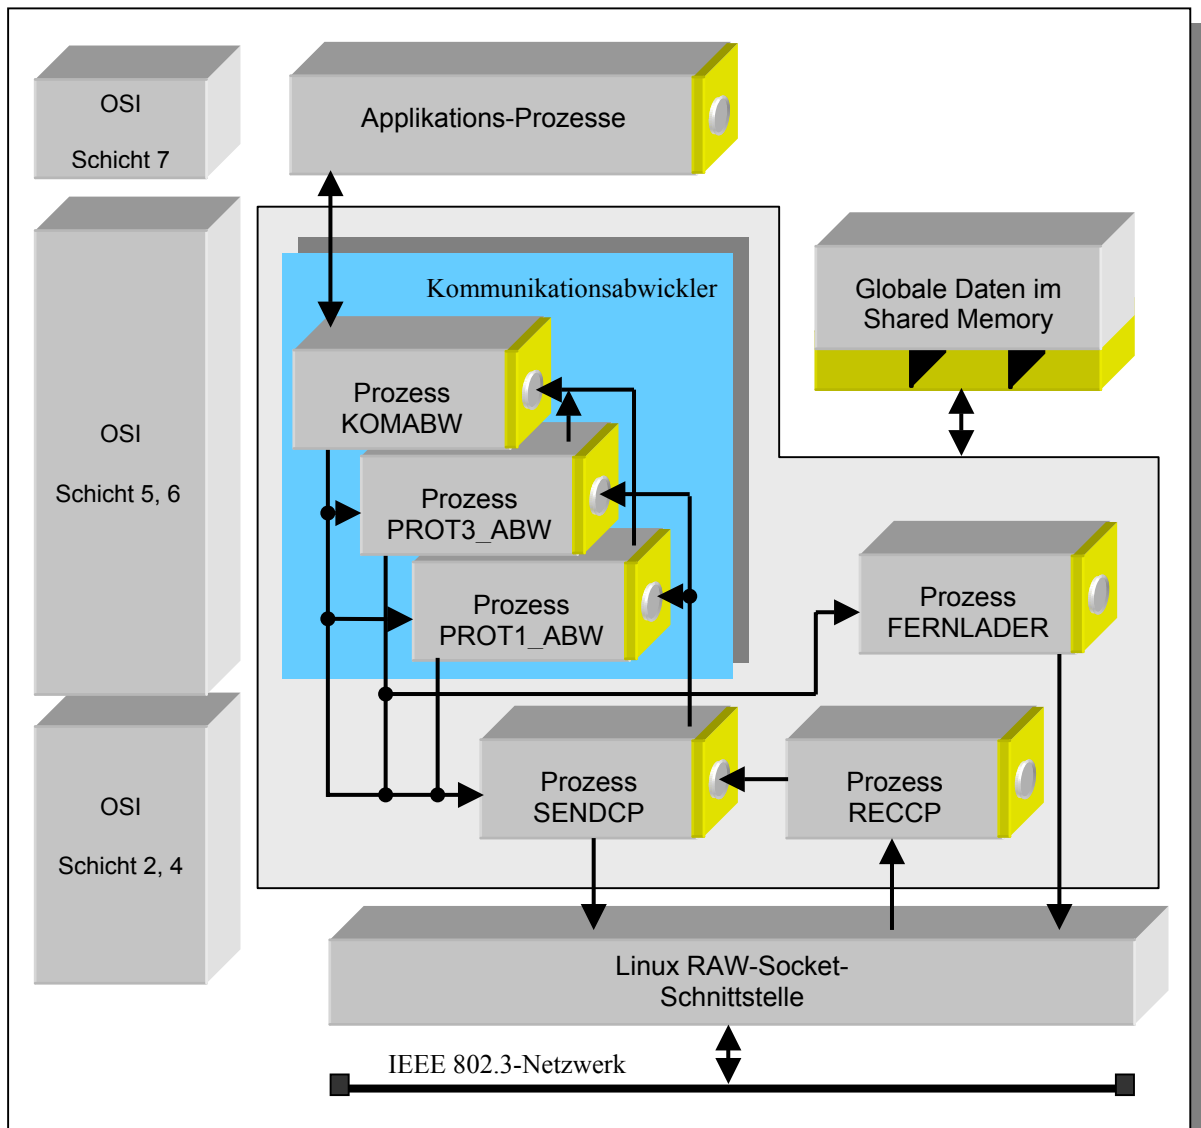 OSI
Schicht 7
Applikations-Prozesse
OSI
Schicht 5, 6
Kommunikationsabwickler
Globale Daten im
Shared Memory
Prozess
KOMABW
Prozess
PROT3_ABW
Prozess
PROT1_ABW
Prozess
FERNLADER
OSI
Schicht 2, 4
Prozess
SENDCP
Prozess
RECCP
Linux RAW-Socket-
Schnittstelle
IEEE 802.3-Netzwerk